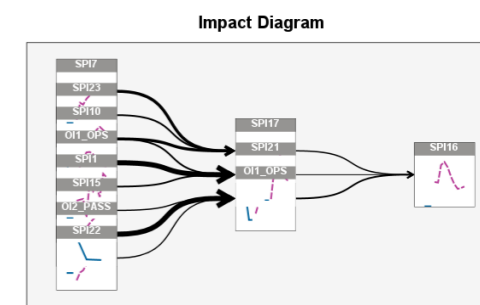 Impact Diagram
SPI7
SPI23
SPI10
OI1_OPS
SPI1
SPI15
OI2_PASS
SPI22
SPI17
SPI21
OI1_OPS
SPI16